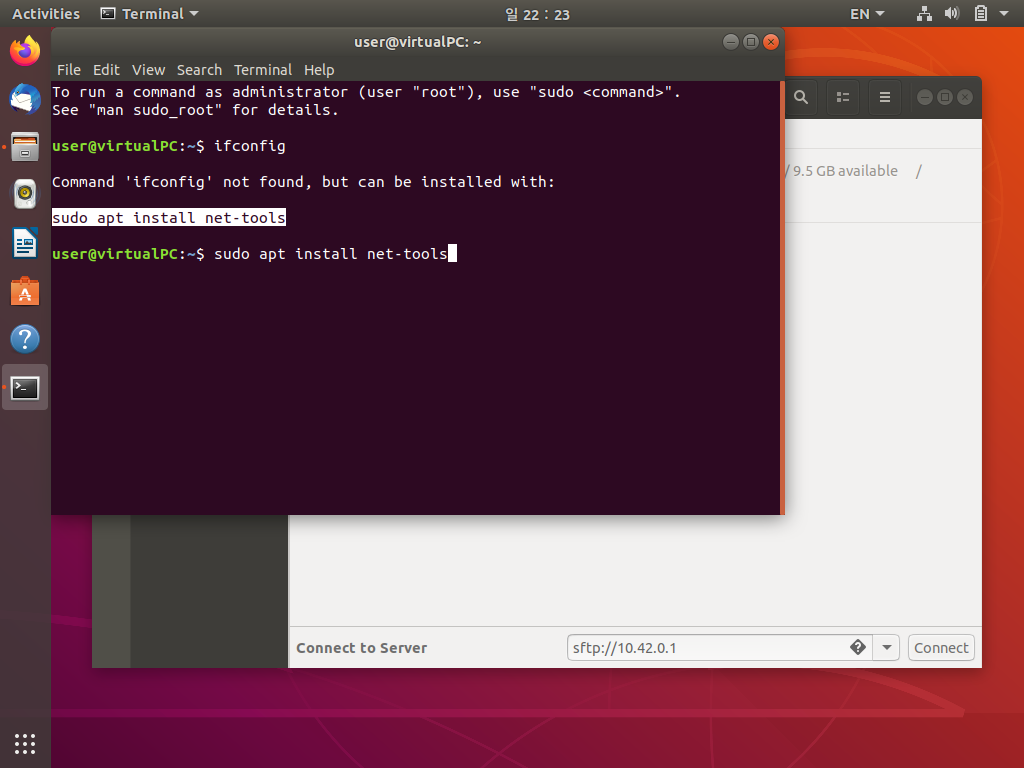 Activities Terminal 일 22 : 23 EN
user@virtualPC: ~
File Edit View Search Terminal Help
To run a command as administrator (user "root"), use "sudo <command>".
See "man sudo_root" for details.
user@virtualPC:~$ ifconfig
Command 'ifconfig' not found, but can be installed with:
sudo apt install net-tools
user@virtualPC:~$ sudo apt install net-tools
/ 9.5 GB available /
Connect to Server sftp://10.42.0.1 Connect